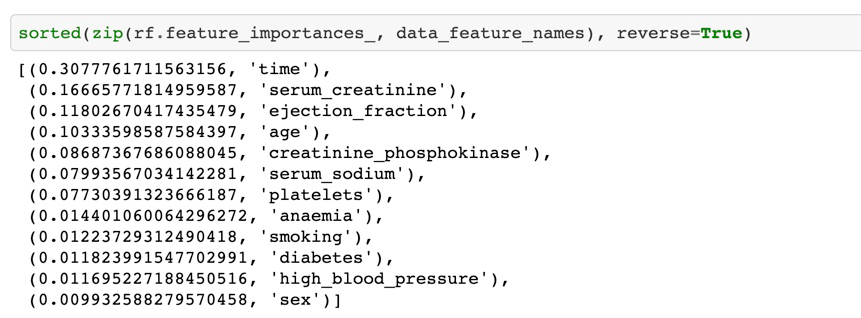 sorted(zip(rf.feature_importances_, data_feature_names), reverse=True)
[(0.3077761711563156, 'time'),
(0.16665771814959587, 'serum_creatinine'),
(0.11802670417435479, 'ejection_fraction'),
(0.10333598587584397, 'age'),
(0.08687367686088045, 'creatinine_phosphokinase'),
(0.07993567034142281, 'serum_sodium'),
(0.07730391323666187, 'platelets'),
(0.014401060064296272, 'anaemia'),
(0.01223729312490418, 'smoking'),
(0.011823991547702991, 'diabetes'),
(0.011695227188450516, 'high_blood_pressure'),
(0.009932588279570458, 'sex')]